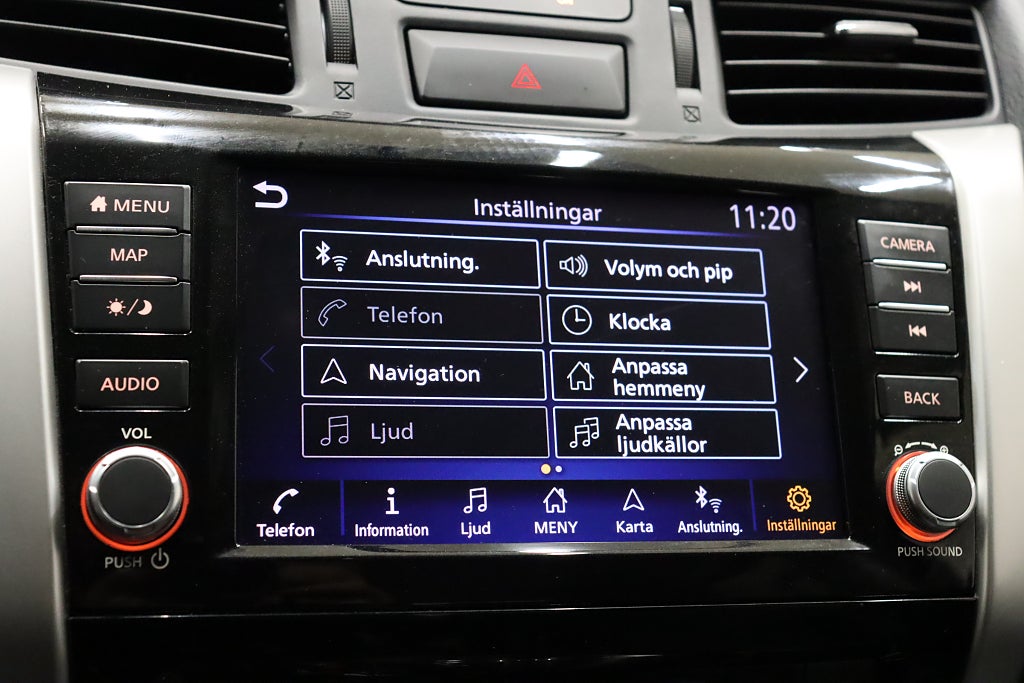 MENU
MAP
AUDIO
VOL
PUSH
Inställningar
11:20
Anslutning.
Volym och pip
Telefon
Klocka
Navigation
Anpassa
hemmeny
Ljud
Anpassa
ljudkällor
Telefon
Information
Ljud
MENY
Karta
Anslutning.
Inställningar
CAMERA
BACK
PUSH SOUND